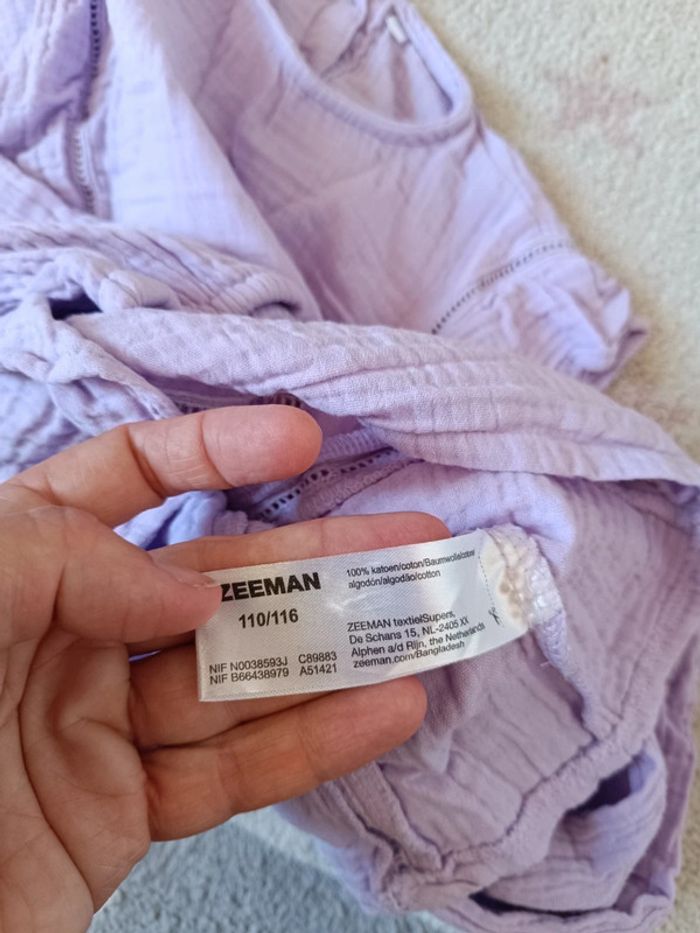 ZEEMAN
110/116
NIF N0038593J C89883
NIF B66438979 A51421
100% katoen/coton/Baumwolle/cotone/
algodón/algodão/cotton
ZEEMAN textielSupers,
De Schans 15, NL-2405 XX
Alphen a/d Rijn, the Netherlands
zeeman.com/Bangladesh